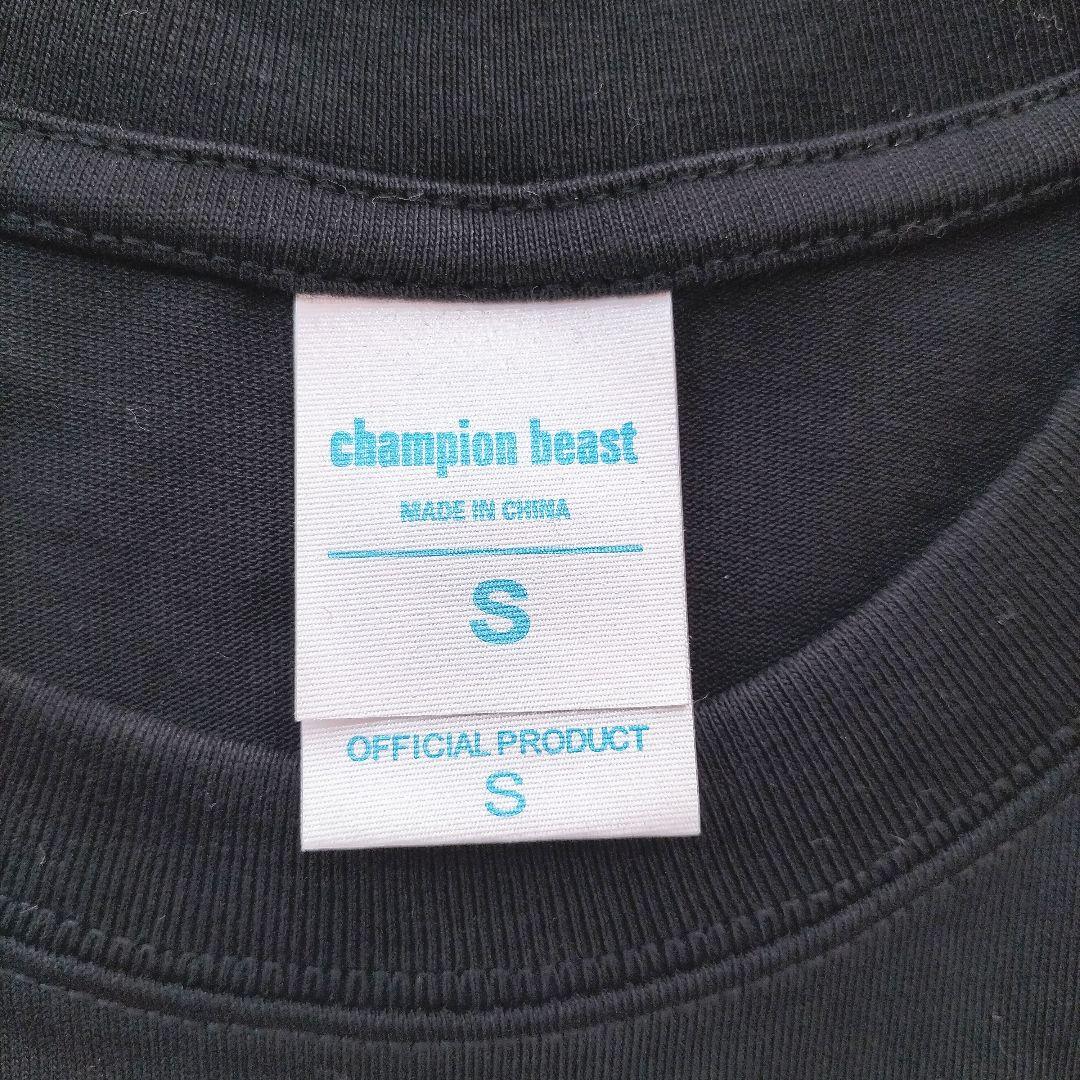 champion beast
MADE IN CHINA
S
OFFICIAL PRODUCT
S